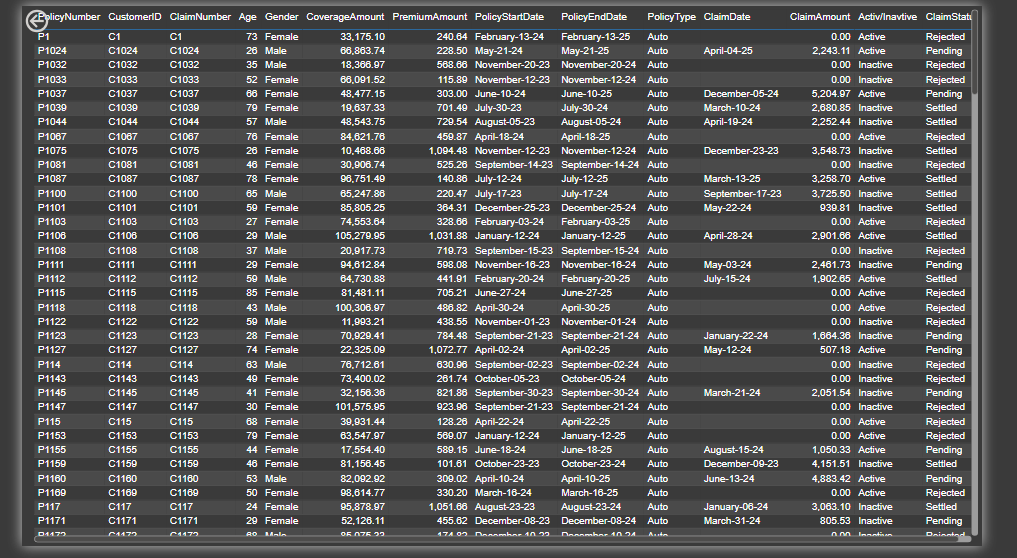 PolicyNumber CustomerID ClaimNumber Age Gender CoverageAmount PremiumAmount PolicyStartDate PolicyEndDate PolicyType ClaimDate ClaimAmount Activ/Inavtive ClaimStatu
P1 C1 C1 73 Female 33,175.10 240.64 February-13-24 February-13-25 Auto 0.00 Active Rejected
P1024 C1024 C1024 26 Male 66,863.74 228.50 May-21-24 May-21-25 Auto April-04-25 2,243.11 Active Pending
P1032 C1032 C1032 35 Male 18,366.97 568.66 November-20-23 November-20-24 Auto 0.00 Inactive Rejected
P1033 C1033 C1033 52 Female 66,091.52 115.89 November-12-23 November-12-24 Auto 0.00 Inactive Rejected
P1037 C1037 C1037 66 Female 48,477.15 303.00 June-10-24 June-10-25 Auto December-05-24 5,204.97 Active Pending
P1039 C1039 C1039 79 Female 19,637.33 701.49 July-30-23 July-30-24 Auto March-10-24 2,680.85 Inactive Settled
P1044 C1044 C1044 57 Male 48,543.75 729.54 August-05-23 August-05-24 Auto April-19-24 2,252.44 Inactive Settled
P1067 C1067 C1067 76 Female 84,621.76 459.87 April-18-24 April-18-25 Auto 0.00 Active Rejected
P1075 C1075 C1075 26 Female 10,468.66 1,094.48 November-12-23 November-12-24 Auto December-23-23 3,548.73 Inactive Settled
P1081 C1081 C1081 46 Female 30,906.74 525.26 September-14-23 September-14-24 Auto 0.00 Inactive Rejected
P1087 C1087 C1087 78 Female 96,751.49 140.86 July-12-24 July-12-25 Auto March-13-25 3,258.70 Active Settled
P1100 C1100 C1100 65 Male 65,247.86 220.47 July-17-23 July-17-24 Auto September-17-23 3,725.50 Inactive Settled
P1101 C1101 C1101 59 Female 85,805.25 364.31 December-25-23 December-25-24 Auto May-22-24 939.81 Inactive Settled
P1103 C1103 C1103 27 Female 74,553.64 328.66 February-03-24 February-03-25 Auto 0.00 Active Rejected
P1106 C1106 C1106 29 Male 105,279.95 1,031.88 January-12-24 January-12-25 Auto April-28-24 2,901.66 Active Settled
P1108 C1108 C1108 37 Male 20,917.73 719.73 September-15-23 September-15-24 Auto 0.00 Inactive Rejected
P1111 C1111 C1111 29 Female 94,612.84 598.08 November-16-23 November-16-24 Auto May-03-24 2,461.73 Inactive Pending
P1112 C1112 C1112 59 Male 64,730.88 441.91 February-20-24 February-20-25 Auto July-15-24 1,902.65 Active Settled
P1115 C1115 C1115 85 Female 81,481.11 705.21 June-27-24 June-27-25 Auto 0.00 Active Rejected
P1118 C1118 C1118 43 Male 100,306.97 486.82 April-30-24 April-30-25 Auto 0.00 Active Rejected
P1122 C1122 C1122 59 Male 11,993.21 438.55 November-01-23 November-01-24 Auto 0.00 Inactive Rejected
P1123 C1123 C1123 28 Female 70,929.41 784.48 September-21-23 September-21-24 Auto January-22-24 1,664.36 Inactive Pending
P1127 C1127 C1127 74 Female 22,325.09 1,072.77 April-02-24 April-02-25 Auto May-12-24 507.18 Active Pending
P114 C114 C114 63 Male 76,712.61 630.96 September-02-23 September-02-24 Auto 0.00 Inactive Rejected
P1143 C1143 C1143 49 Female 73,400.02 261.74 October-05-23 October-05-24 Auto 0.00 Inactive Rejected
P1145 C1145 C1145 41 Female 32,156.36 821.86 September-30-23 September-30-24 Auto March-21-24 2,051.54 Inactive Pending
P1147 C1147 C1147 30 Female 101,575.95 923.96 September-21-23 September-21-24 Auto 0.00 Inactive Rejected
P115 C115 C115 68 Female 39,931.44 128.26 April-22-24 April-22-25 Auto 0.00 Active Rejected
P1153 C1153 C1153 79 Female 63,547.97 569.07 January-12-24 January-12-25 Auto 0.00 Active Rejected
P1155 C1155 C1155 44 Female 17,554.40 589.15 June-18-24 June-18-25 Auto August-15-24 1,050.33 Active Pending
P1159 C1159 C1159 46 Female 81,156.45 101.61 October-23-23 October-23-24 Auto December-09-23 4,151.51 Inactive Settled
P1160 C1160 C1160 53 Male 82,092.92 309.02 April-10-24 April-10-25 Auto June-13-24 4,883.42 Active Pending
P1169 C1169 C1169 50 Female 98,614.77 330.20 March-16-24 March-16-25 Auto 0.00 Active Rejected
P117 C117 C117 24 Female 95,878.97 1,051.66 August-23-23 August-23-24 Auto January-06-24 3,063.10 Inactive Settled
P1171 C1171 C1171 29 Female 52,126.11 455.62 December-08-23 December-08-24 Auto March-31-24 805.53 Inactive Pending
P1172 C1172 C1172 68 Male 174.82 December-10-23 December-10-24 Auto 0.00 Inactive Rejected